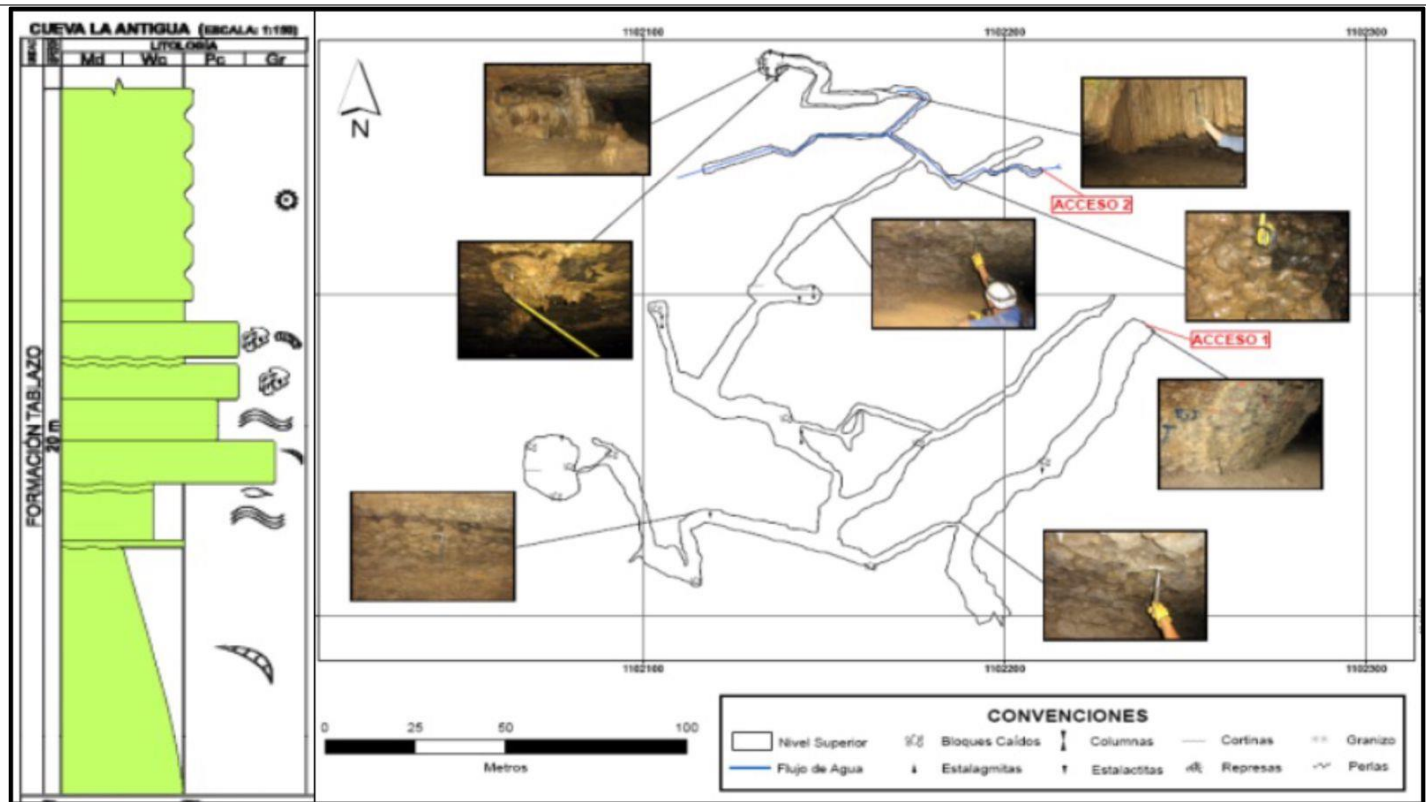 CUEVA LA ANTIGUA (ESCALA: 1:150)
LITOLOGÍA
Md Wc Pc Gr
FORMACIÓN TABLAZO
20 m
1102100 1102200 1102300
N
ACCESO 2
ACCESO 1
1102100 1102200 1102300
0 25 50 100
Metros
CONVENCIONES
Nivel Superior Bloques Caídos Columnas Cortinas Granizo
Flujo de Agua Estalagmitas Estalactitas Represas Perlas